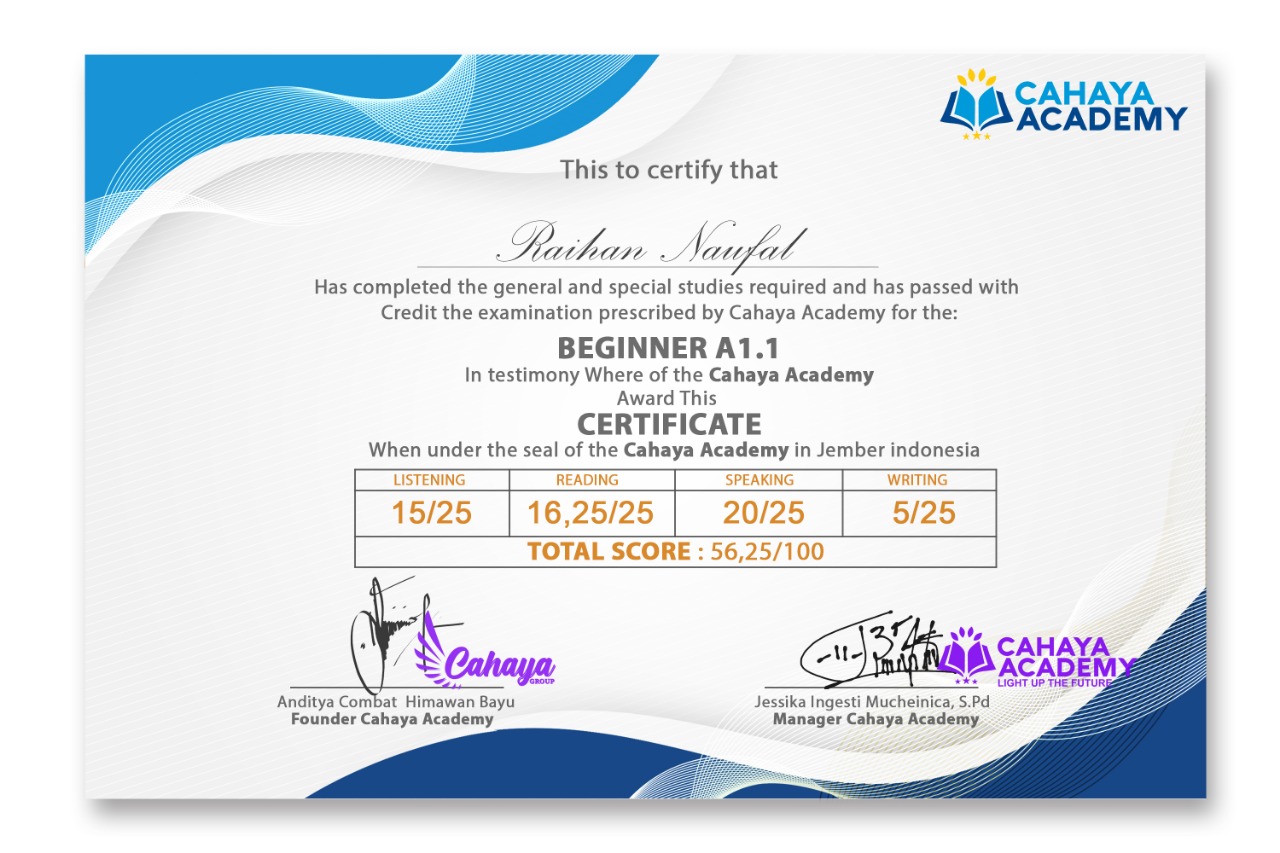 CAHAYA
ACADEMY
This to certify that
Raihan Naufal
Has completed the general and special studies required and has passed with
Credit the examination prescribed by Cahaya Academy for the:
BEGINNER A1.1
In testimony Where of the Cahaya Academy
Award This
CERTIFICATE
When under the seal of the Cahaya Academy in Jember indonesia
LISTENING READING SPEAKING WRITING
15/25 16,25/25 20/25 5/25
TOTAL SCORE : 56,25/100
Cahaya
GROUP
CAHAYA
ACADEMY
LIGHT UP THE FUTURE
Anditya Combat Himawan Bayu
Founder Cahaya Academy
Jessika Ingesti Mucheinica, S.Pd
Manager Cahaya Academy